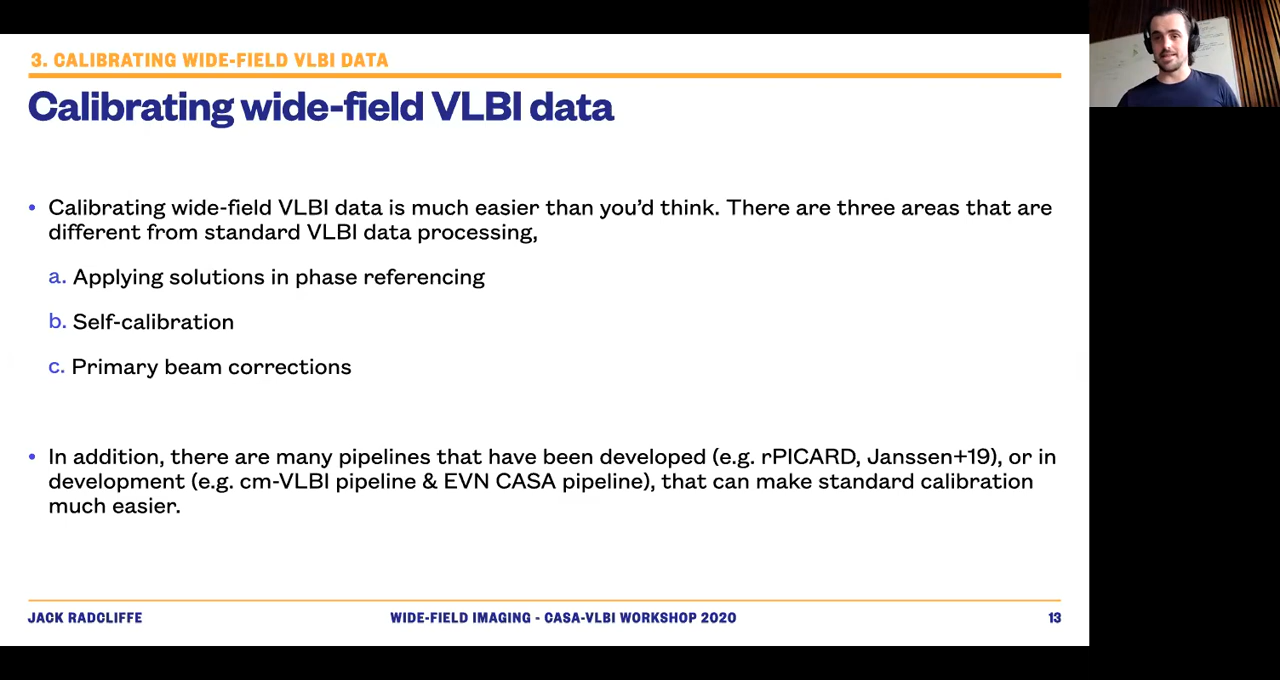 3. CALIBRATING WIDE-FIELD VLBI DATA
Calibrating wide-field VLBI data
• Calibrating wide-field VLBI data is much easier than you’d think. There are three areas that are
different from standard VLBI data processing,
a. Applying solutions in phase referencing
b. Self-calibration
c. Primary beam corrections
• In addition, there are many pipelines that have been developed (e.g. rPICARD, Janssen+19), or in
development (e.g. cm-VLBI pipeline & EVN CASA pipeline), that can make standard calibration
much easier.
JACK RADCLIFFE
WIDE-FIELD IMAGING - CASA-VLBI WORKSHOP 2020
13